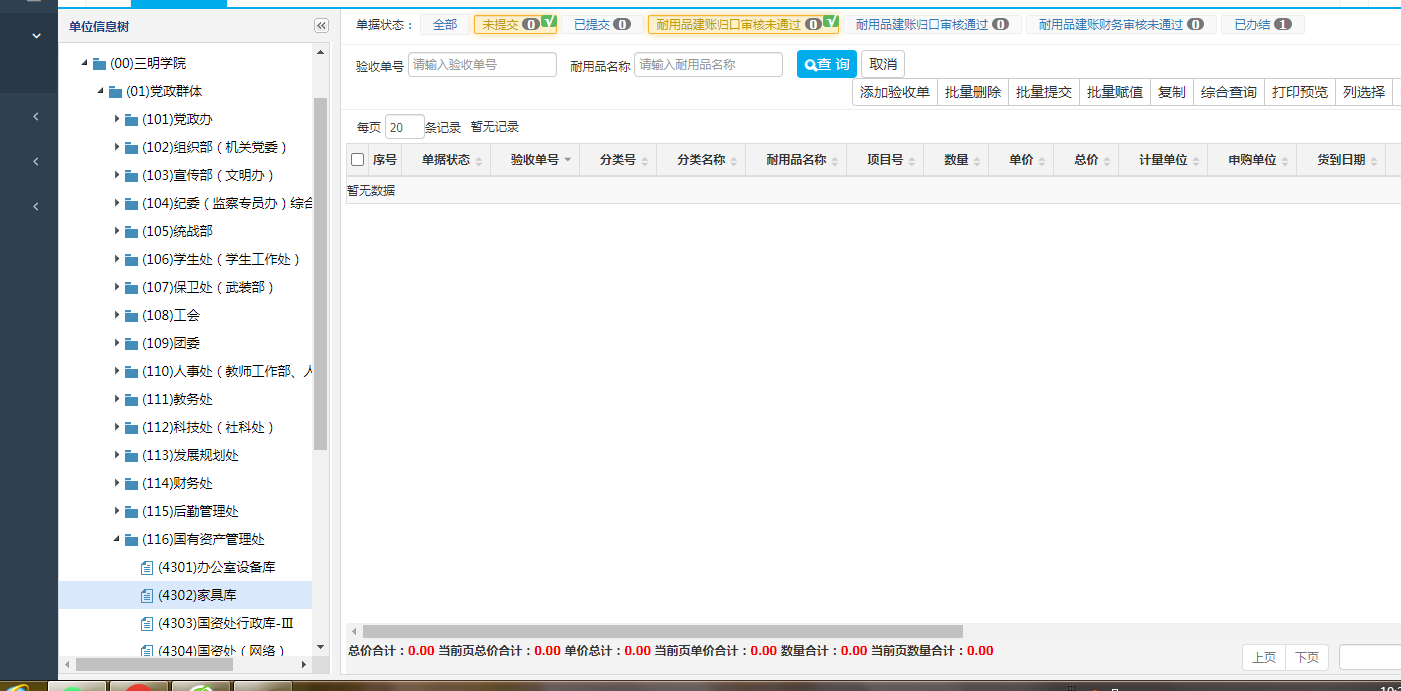 单位信息树
(00)三明学院
(01)党政群体
(101)党政办
(102)组织部（机关党委）
(103)宣传部（文明办）
(104)纪委（监察专员办）综合
(105)统战部
(106)学生处（学生工作处）
(107)保卫处（武装部）
(108)工会
(109)团委
(110)人事处（教师工作部、人
(111)教务处
(112)科技处（社科处）
(113)发展规划处
(114)财务处
(115)后勤管理处
(116)国有资产管理处
(4301)办公室设备库
(4302)家具库
(4303)国资处行政库-Ⅲ
(4304)国资处（网络）
单据状态： 全部 未提交 0 已提交 0 耐用品建账归口审核未通过 0 耐用品建账归口审核通过 0 耐用品建账财务审核未通过 0 已办结 1
验收单号 请输入验收单号 耐用品名称 请输入耐用品名称 查 询 取消
添加验收单 批量删除 批量提交 批量赋值 复制 综合查询 打印预览 列选择
每页 20 条记录 暂无记录
序号 单据状态 验收单号 分类号 分类名称 耐用品名称 项目号 数量 单价 总价 计量单位 申购单位 货到日期
暂无数据
总价合计：0.00 当前页总价合计：0.00 单价总计：0.00 当前页单价合计：0.00 数量合计：0.00 当前页数量合计：0.00
上页 下页